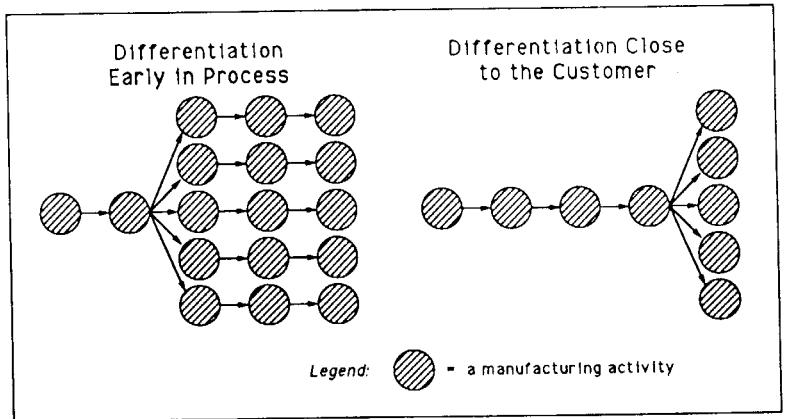 Differentiation
Early in Process
Differentiation Close
to the Customer
Legend:
= a manufacturing activity